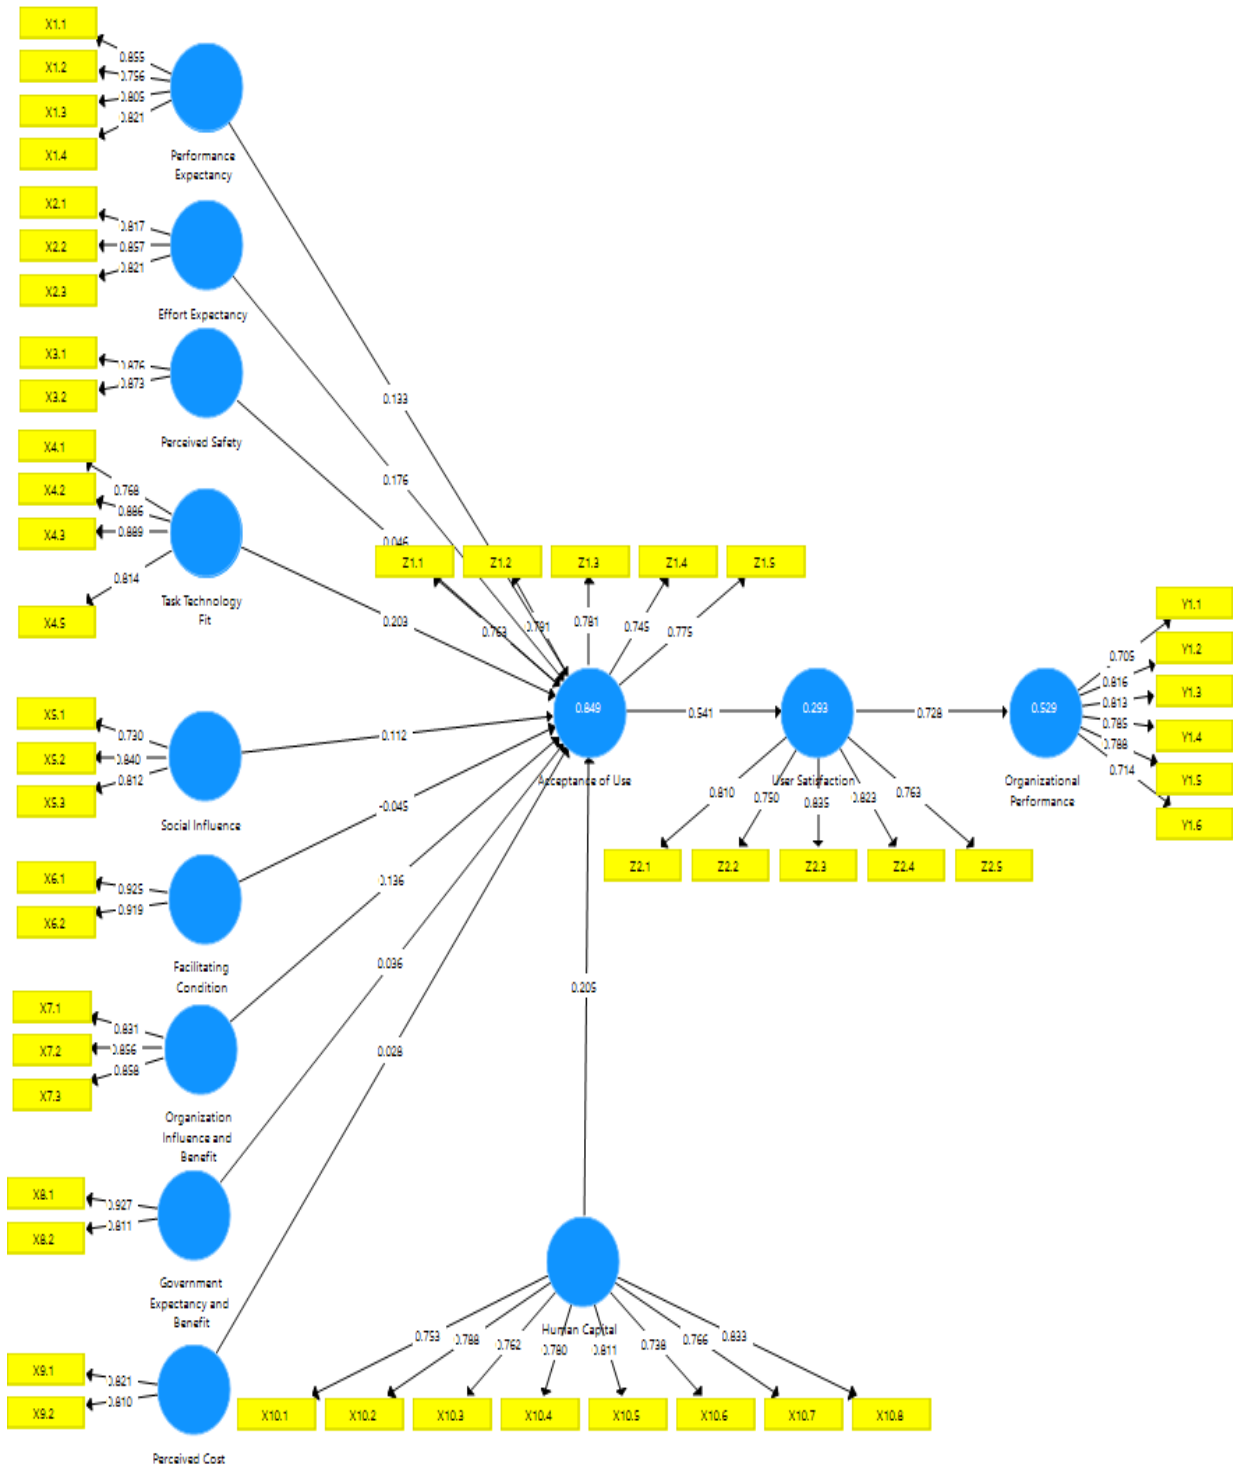 X1.1
0.855
X1.2
0.756
0.805
X1.3
0.821
X1.4
Performance
Expectancy
X2.1
0.817
X2.2
0.857
0.821
X2.3
Effort Expectancy
X3.1
0.876
0.873
X3.2
Perceived Safety
X4.1
0.768
X4.2
0.886
X4.3
0.889
0.814
X4.5
Task Technology
Fit
X5.1
0.730
X5.2
0.840
0.812
X5.3
Social Influence
X6.1
0.925
0.919
X6.2
Facilitating
Condition
X7.1
0.831
X7.2
0.856
0.858
X7.3
Organization
Influence and
Benefit
X8.1
0.927
0.811
X8.2
Government
Expectancy and
Benefit
X9.1
0.821
0.810
X9.2
Perceived Cost
0.133
0.176
0.046
0.203
0.112
-0.045
0.136
0.036
0.028
0.205
Z1.1
Z1.2
Z1.3
Z1.4
Z1.5
0.763
0.791
0.781
0.745
0.775
0.849
Acceptance of Use
0.541
0.293
User Satisfaction
0.810
0.750
0.835
0.823
0.763
Z2.1
Z2.2
Z2.3
Z2.4
Z2.5
0.728
0.529
Organizational
Performance
0.705
0.816
0.813
0.785
0.788
0.714
Y1.1
Y1.2
Y1.3
Y1.4
Y1.5
Y1.6
Human Capital
0.753
0.788
0.762
0.780
0.811
0.738
0.766
0.833
X10.1
X10.2
X10.3
X10.4
X10.5
X10.6
X10.7
X10.8